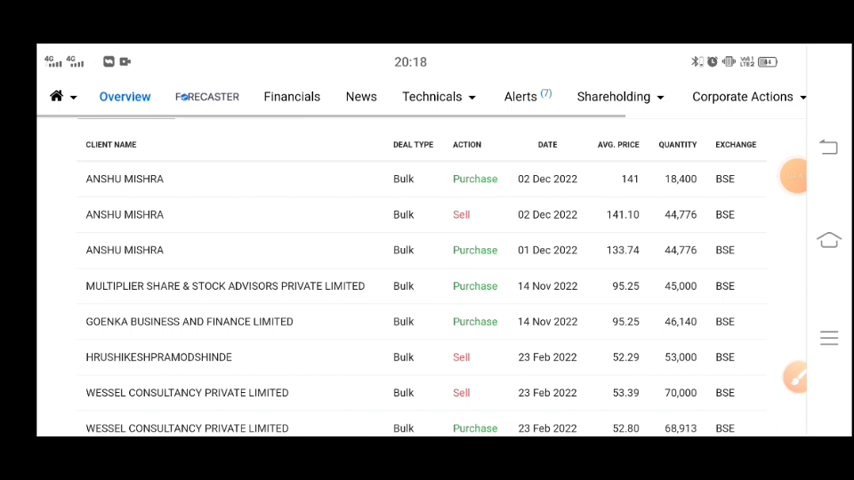 4G 4G 20:18 VoLTE LTE2 84
Overview FORECASTER Financials News Technicals Alerts (7) Shareholding Corporate Actions
CLIENT NAME DEAL TYPE ACTION DATE AVG. PRICE QUANTITY EXCHANGE
ANSHU MISHRA Bulk Purchase 02 Dec 2022 141 18,400 BSE
ANSHU MISHRA Bulk Sell 02 Dec 2022 141.10 44,776 BSE
ANSHU MISHRA Bulk Purchase 01 Dec 2022 133.74 44,776 BSE
MULTIPLIER SHARE & STOCK ADVISORS PRIVATE LIMITED Bulk Purchase 14 Nov 2022 95.25 45,000 BSE
GOENKA BUSINESS AND FINANCE LIMITED Bulk Purchase 14 Nov 2022 95.25 46,140 BSE
HRUSHIKESHPRAMODSHINDE Bulk Sell 23 Feb 2022 52.29 53,000 BSE
WESSEL CONSULTANCY PRIVATE LIMITED Bulk Sell 23 Feb 2022 53.39 70,000 BSE
WESSEL CONSULTANCY PRIVATE LIMITED Bulk Purchase 23 Feb 2022 52.80 68,913 BSE